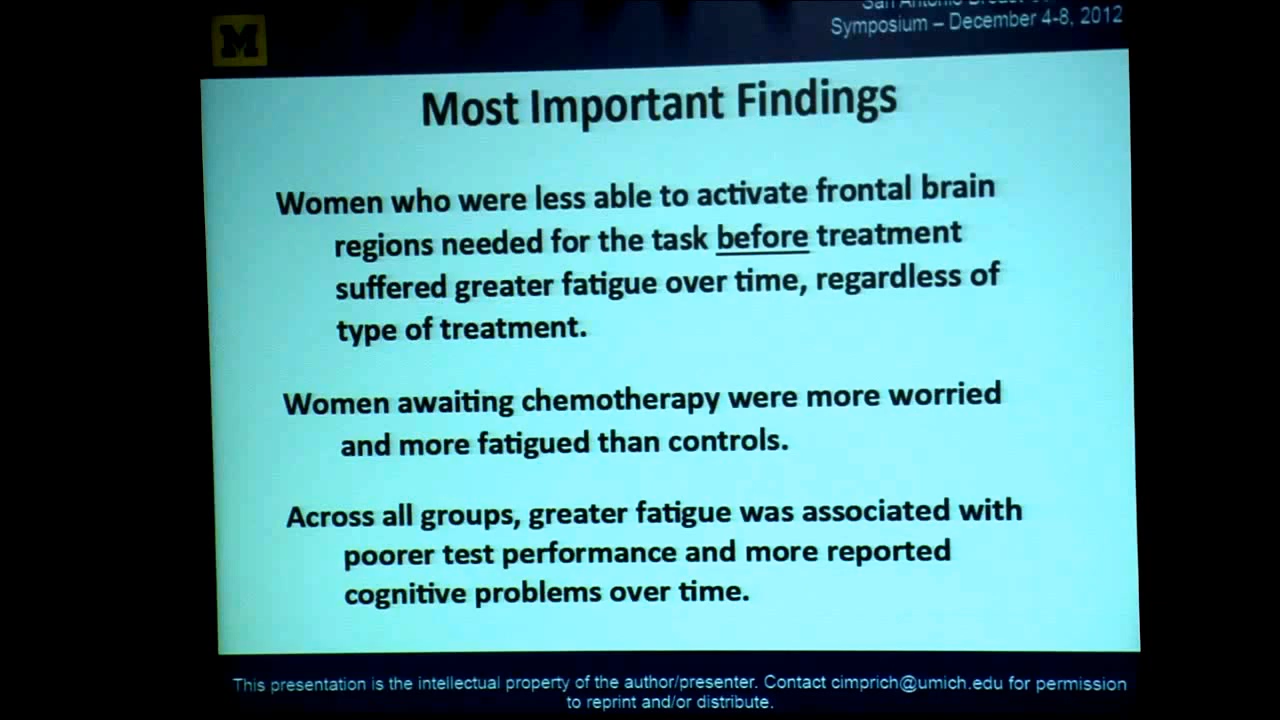 M
San Antonio Breast
Symposium – December 4-8, 2012
Most Important Findings
Women who were less able to activate frontal brain
regions needed for the task before treatment
suffered greater fatigue over time, regardless of
type of treatment.
Women awaiting chemotherapy were more worried
and more fatigued than controls.
Across all groups, greater fatigue was associated with
poorer test performance and more reported
cognitive problems over time.
This presentation is the intellectual property of the author/presenter. Contact cimprich@umich.edu for permission
to reprint and/or distribute.